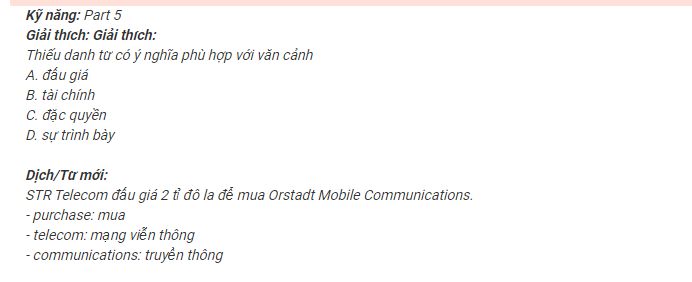 Kỹ năng: Part 5
Giải thích: Giải thích:
Thiếu danh từ có ý nghĩa phù hợp với văn cảnh
A. đấu giá
B. tài chính
C. đặc quyền
D. sự trình bày
Dịch/Từ mới:
STR Telecom đấu giá 2 tỉ đô la để mua Orstadt Mobile Communications.
- purchase: mua
- telecom: mạng viễn thông
- communications: truyền thông